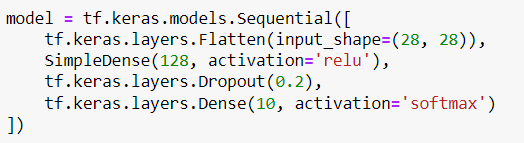 model = tf.keras.models.Sequential([
    tf.keras.layers.Flatten(input_shape=(28, 28)),
    SimpleDense(128, activation='relu'),
    tf.keras.layers.Dropout(0.2),
    tf.keras.layers.Dense(10, activation='softmax')
])